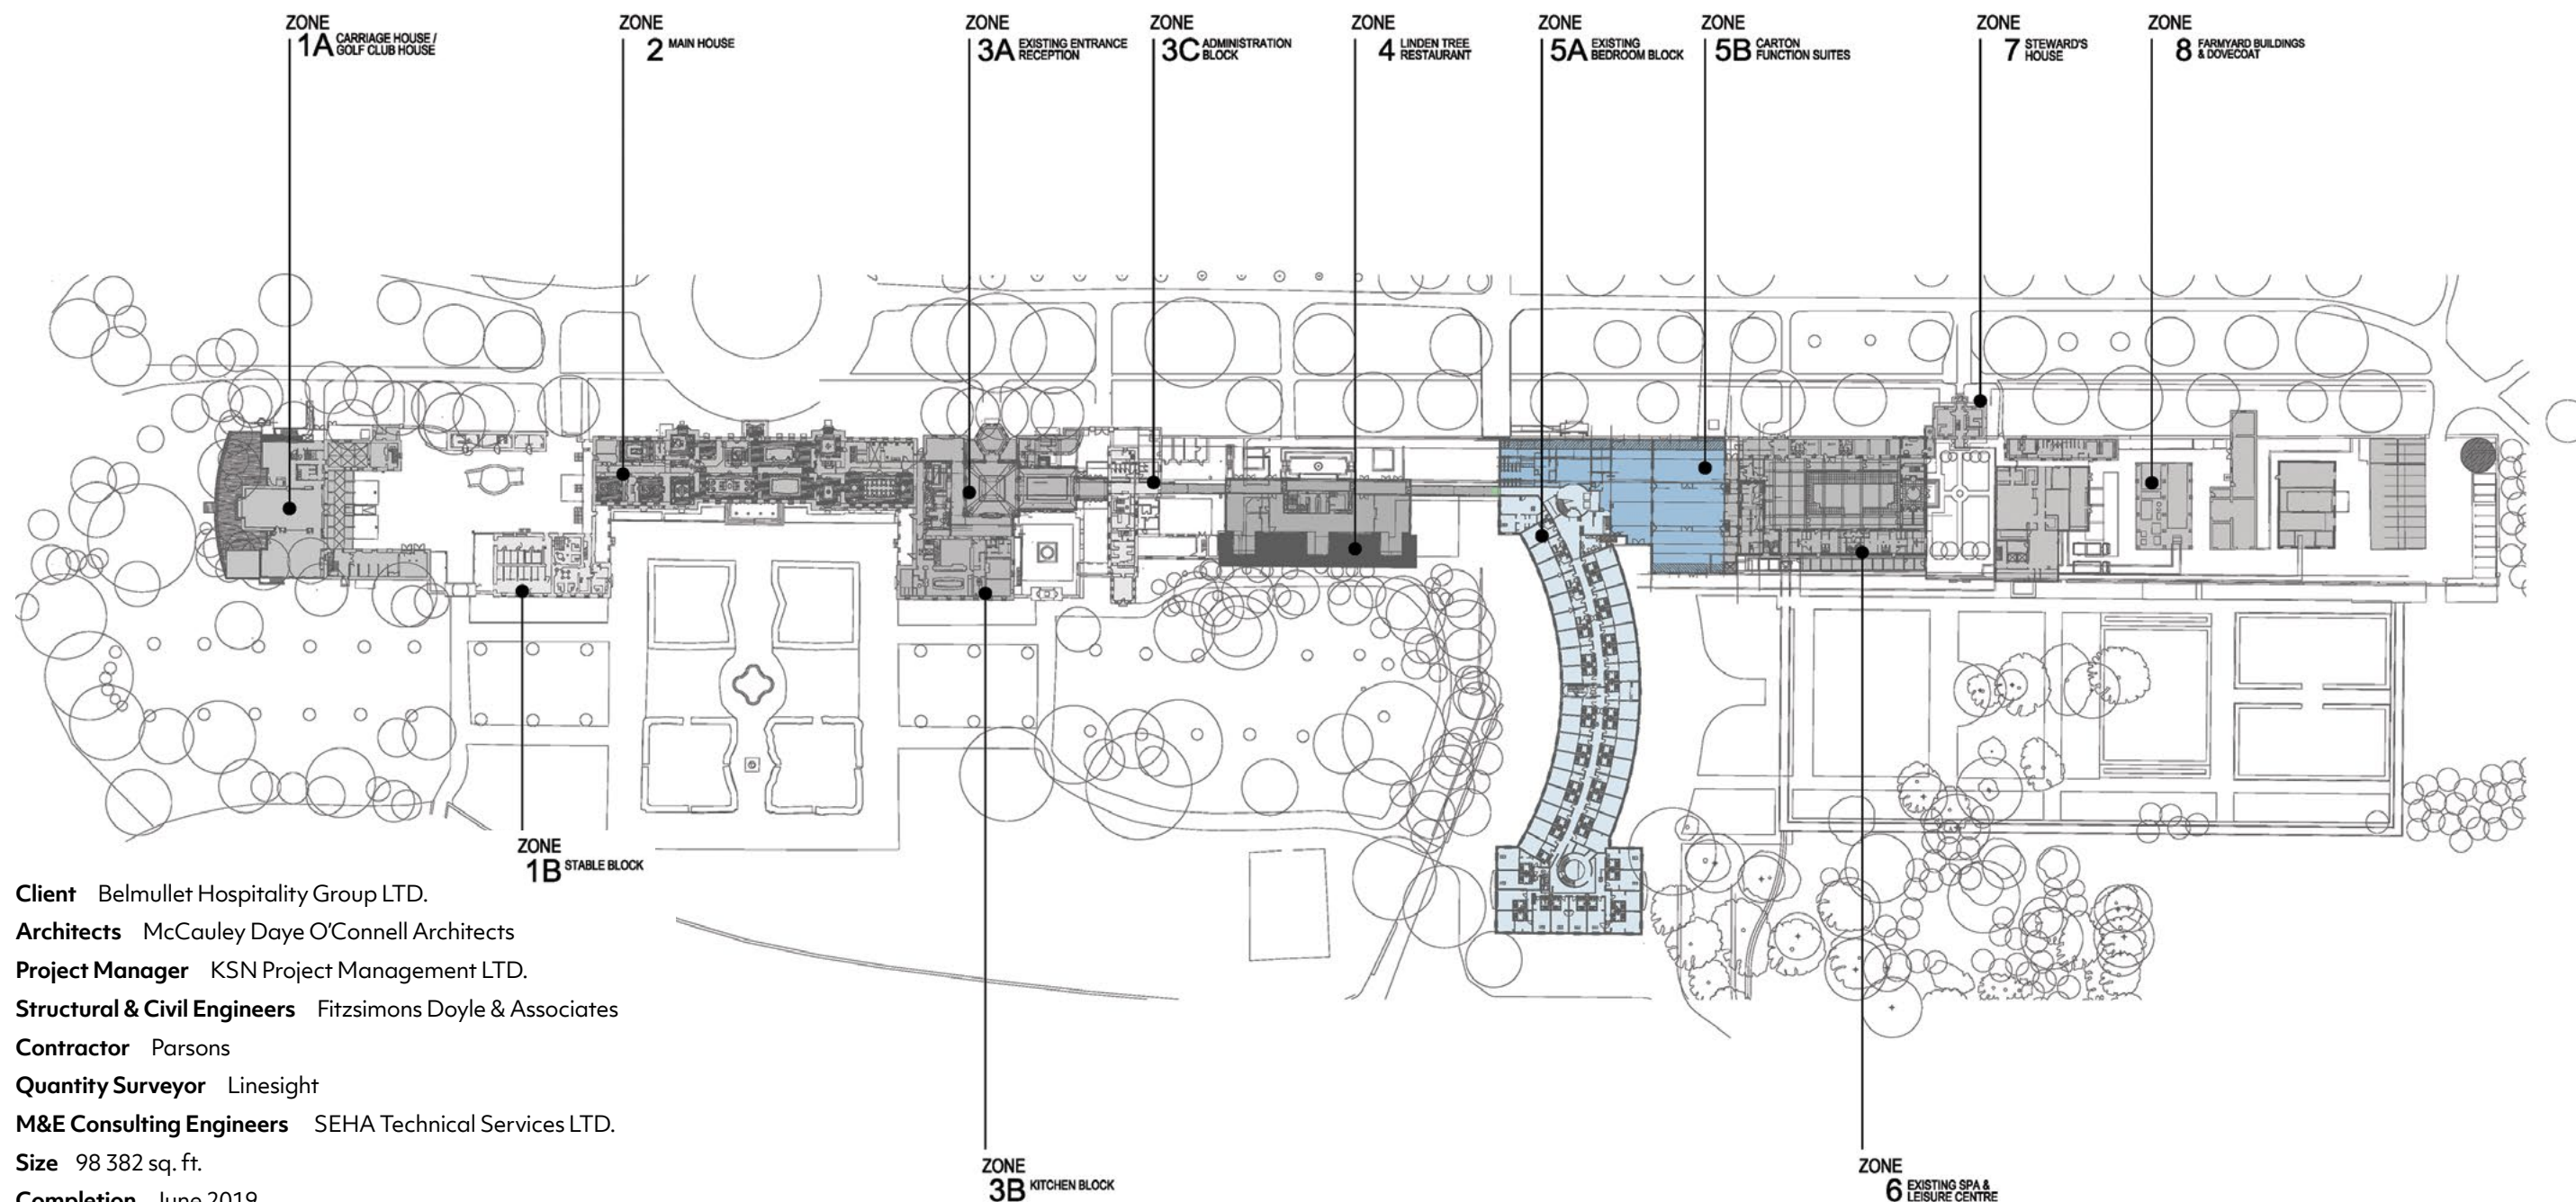 ZONE
1A CARRIAGE HOUSE /
GOLF CLUB HOUSE
ZONE
2 MAIN HOUSE
ZONE
3A EXISTING ENTRANCE
RECEPTION
ZONE
3C ADMINISTRATION
BLOCK
ZONE
4 LINDEN TREE
RESTAURANT
ZONE
5A EXISTING
BEDROOM BLOCK
ZONE
5B CARTON
FUNCTION SUITES
ZONE
7 STEWARD'S
HOUSE
ZONE
8 FARMYARD BUILDINGS
& DOVECOAT
ZONE
1B STABLE BLOCK
Client Belmullet Hospitality Group LTD.
Architects McCauley Daye O'Connell Architects
Project Manager KSN Project Management LTD.
Structural & Civil Engineers Fitzsimons Doyle & Associates
Contractor Parsons
Quantity Surveyor Linesight
M&E Consulting Engineers SEHA Technical Services LTD.
Size 98 382 sq. ft.
Completion June 2019
ZONE
3B KITCHEN BLOCK
ZONE
6 EXISTING SPA &
LEISURE CENTRE